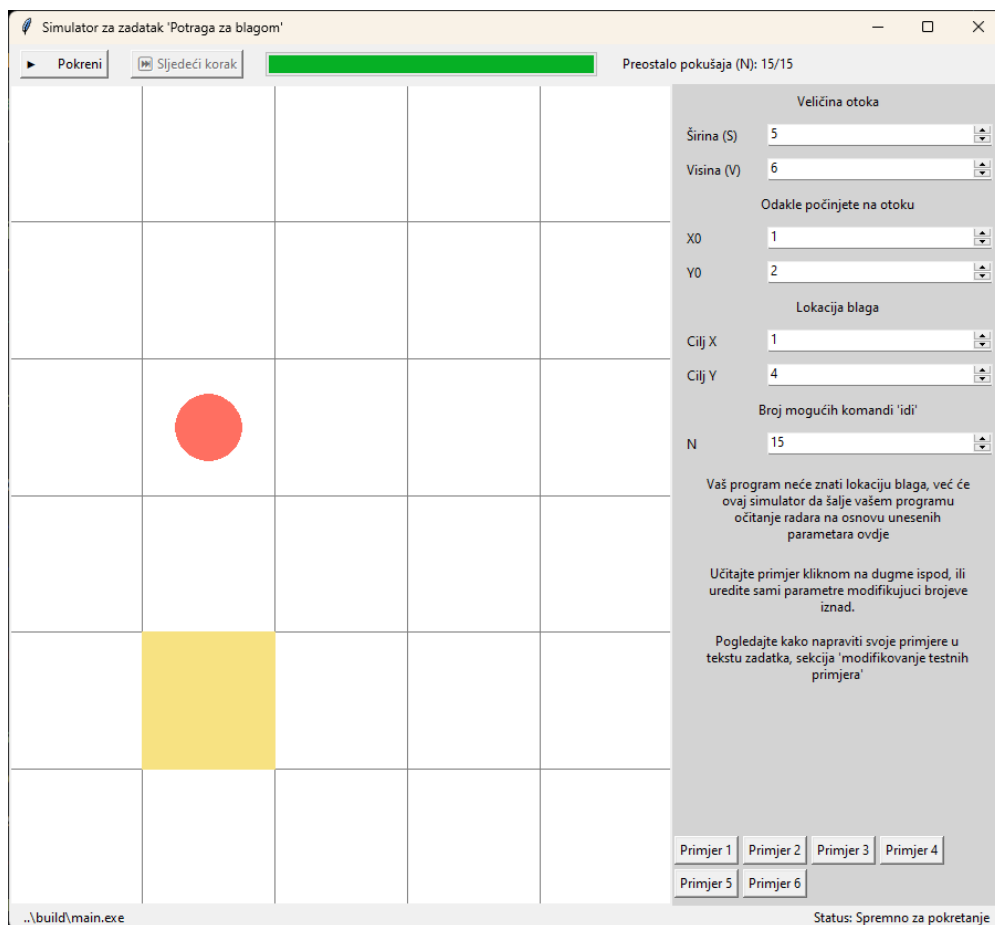 Simulator za zadatak 'Potraga za blagom'
Pokreni
Sljedeći korak
Preostalo pokušaja (N): 15/15
Veličina otoka
Širina (S)
5
Visina (V)
6
Odakle počinjete na otoku
X0
1
Y0
2
Lokacija blaga
Cilj X
1
Cilj Y
4
Broj mogućih komandi 'idi'
N
15
Vaš program neće znati lokaciju blaga, već će
ovaj simulator da šalje vašem programu
očitanje radara na osnovu unesenih
parametara ovdje
Učitajte primjer kliknom na dugme ispod, ili
uredite sami parametre modifikujuci brojeve
iznad.
Pogledajte kako napraviti svoje primjere u
tekstu zadatka, sekcija 'modifikovanje testnih
primjera'
Primjer 1
Primjer 2
Primjer 3
Primjer 4
Primjer 5
Primjer 6
..\build\main.exe
Status: Spremno za pokretanje